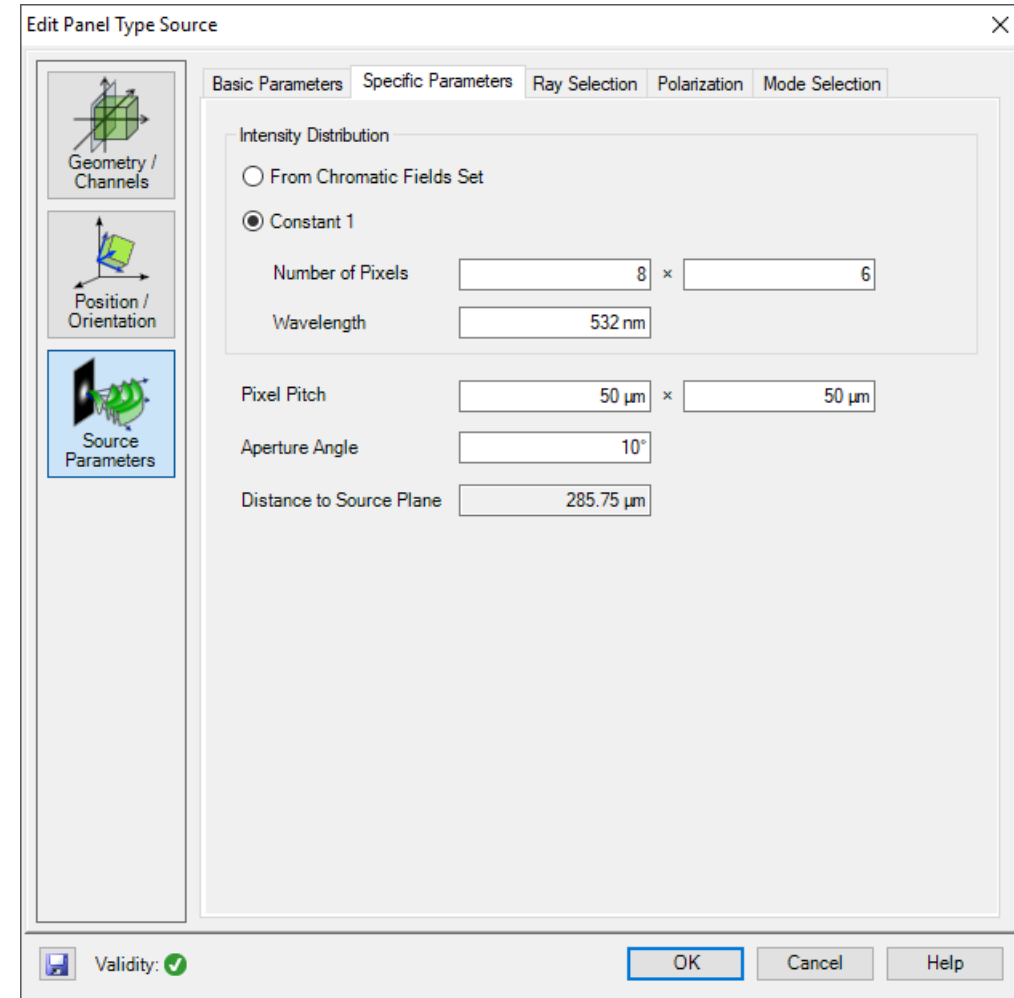 Edit Panel Type Source
Geometry /
Channels
Position /
Orientation
Source
Parameters
Basic Parameters Specific Parameters Ray Selection Polarization Mode Selection
Intensity Distribution
From Chromatic Fields Set
Constant 1
Number of Pixels 8 × 6
Wavelength 532 nm
Pixel Pitch 50 µm × 50 µm
Aperture Angle 10°
Distance to Source Plane 285.75 µm
Validity: OK Cancel Help